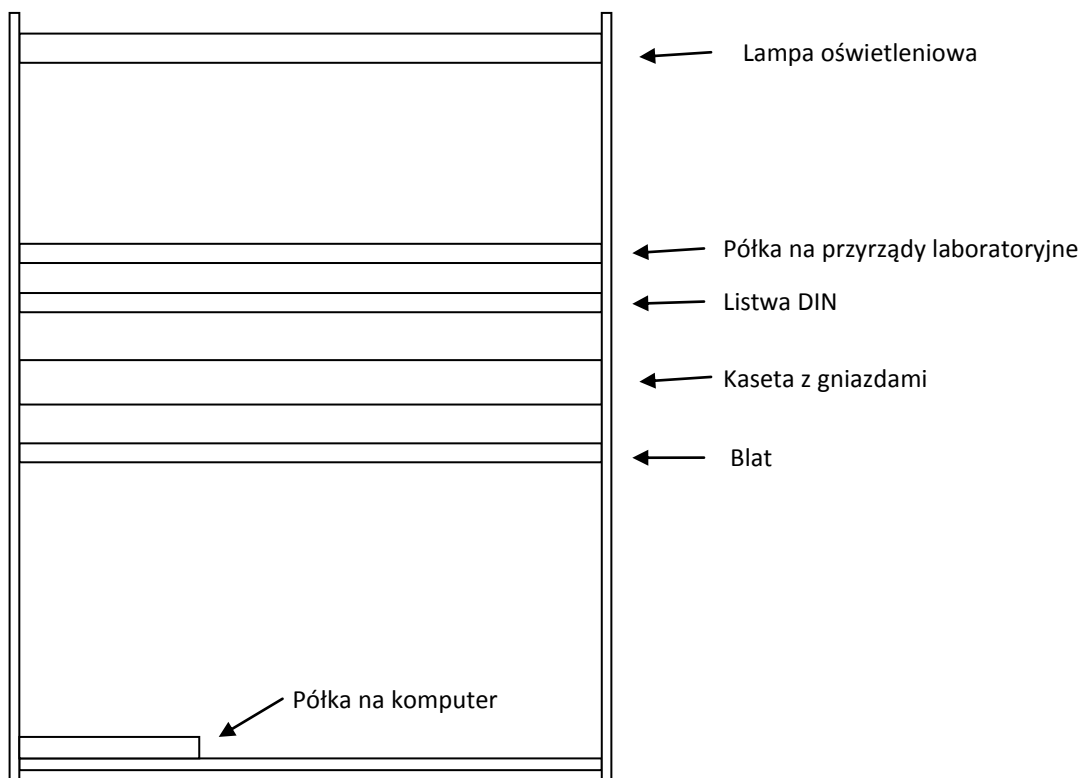 Lampa oświetleniowa
Półka na przyrządy laboratoryjne
Listwa DIN
Kaseta z gniazdami
Blat
Półka na komputer